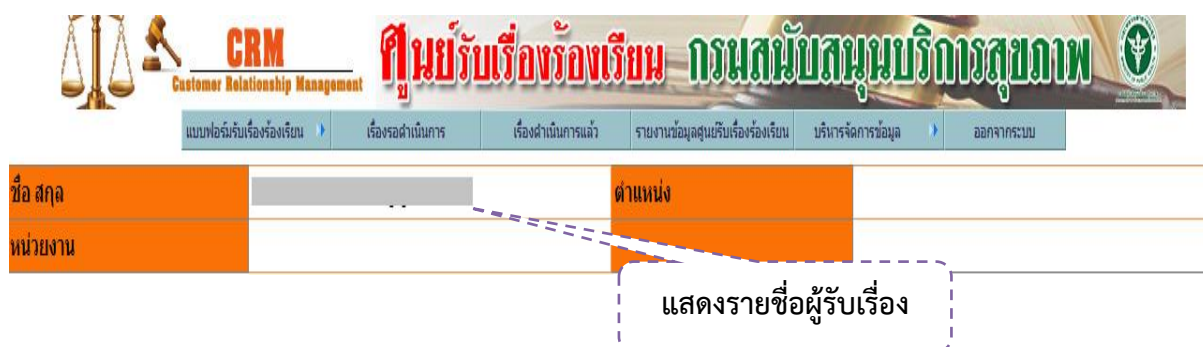 CRM
Customer Relationship Management
ศูนย์รับเรื่องร้องเรียน กรมสนับสนุนบริการสุขภาพ
แบบฟอร์มรับเรื่องร้องเรียน เรื่องรอดำเนินการ เรื่องดำเนินการแล้ว รายงานข้อมูลศูนย์รับเรื่องร้องเรียน บริหารจัดการข้อมูล ออกจากระบบ
ชื่อ สกุล ตำแหน่ง
หน่วยงาน
แสดงรายชื่อผู้รับเรื่อง